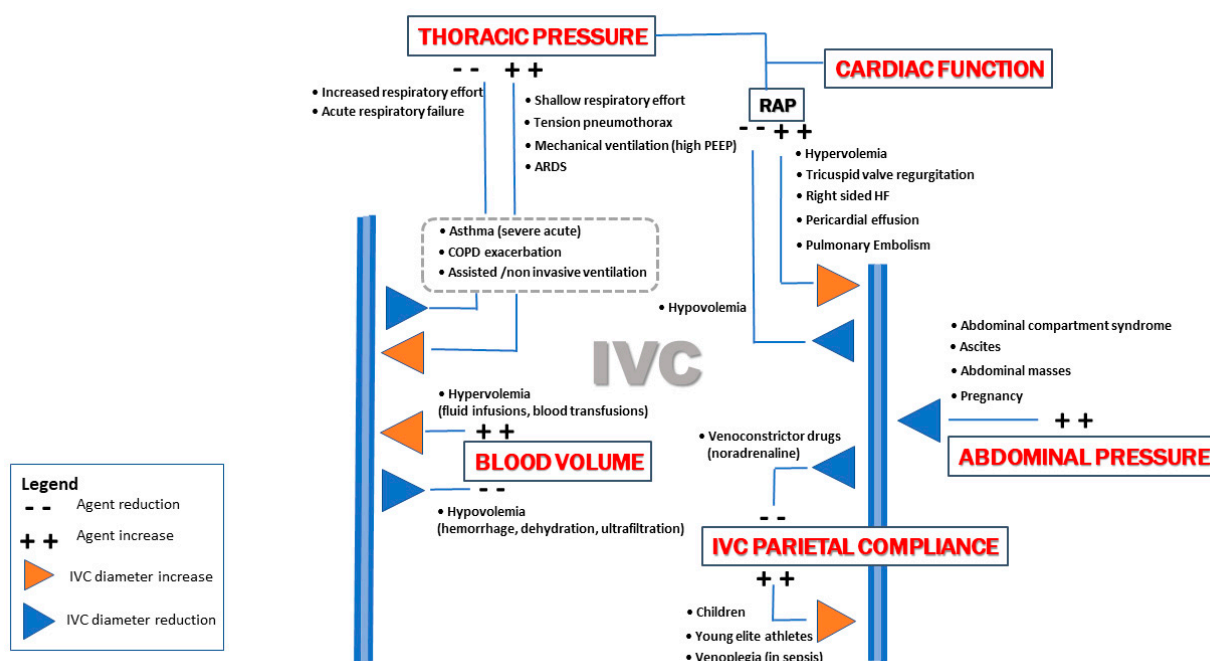 THORACIC PRESSURE
- -
+ +
• Increased respiratory effort
• Acute respiratory failure
• Shallow respiratory effort
• Tension pneumothorax
• Mechanical ventilation (high PEEP)
• ARDS
• Asthma (severe acute)
• COPD exacerbation
• Assisted /non invasive ventilation
CARDIAC FUNCTION
RAP
- -
+ +
• Hypervolemia
• Tricuspid valve regurgitation
• Right sided HF
• Pericardial effusion
• Pulmonary Embolism
• Hypovolemia
IVC
• Abdominal compartment syndrome
• Ascites
• Abdominal masses
• Pregnancy
+ +
ABDOMINAL PRESSURE
• Hypervolemia
(fluid infusions, blood transfusions)
+ +
BLOOD VOLUME
- -
• Hypovolemia
(hemorrhage, dehydration, ultrafiltration)
• Venoconstrictor drugs
(noradrenaline)
- -
IVC PARIETAL COMPLIANCE
+ +
• Children
• Young elite athletes
• Venoplegia (in sepsis)
Legend
- - Agent reduction
+ + Agent increase
IVC diameter increase
IVC diameter reduction